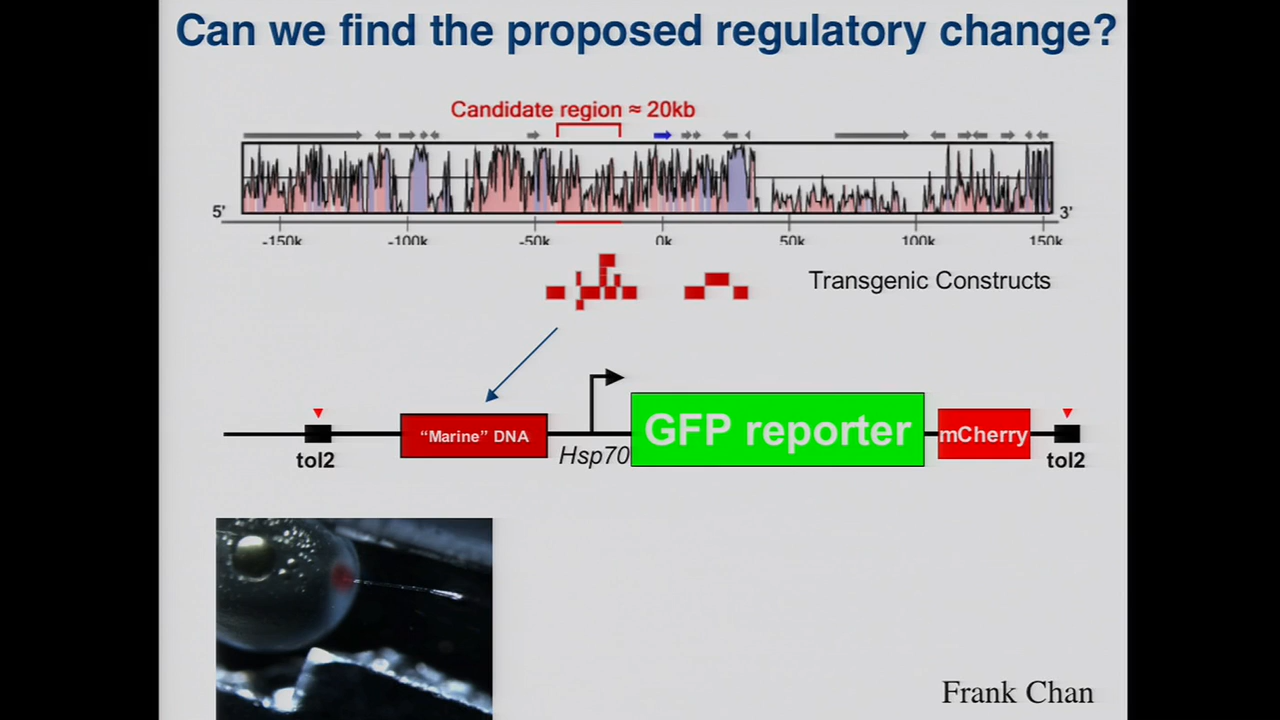 Can we find the proposed regulatory change?
Candidate region ≈ 20kb
5'
3'
-150k -100k -50k 0k 50k 100k 150k
Transgenic Constructs
"Marine" DNA
GFP reporter
mCherry
Hsp70
tol2
tol2
Frank Chan